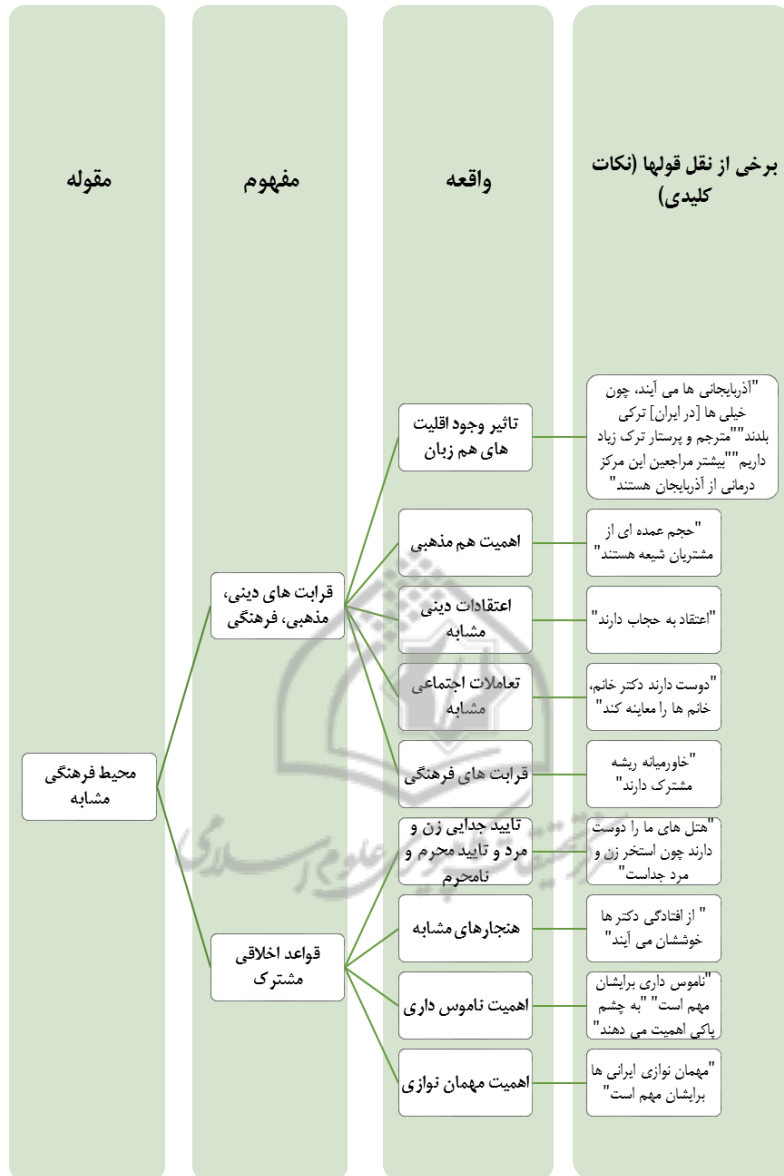 برخی از نقل قولها (نکات
کلیدی)
واقعه
مفهوم
مقوله
"آذربایجانی ها می آیند، چون
خیلی ها [در ایران] ترکی
بلدند""مترجم و پرستار ترک زیاد
داریم""بیشتر مراجعین این مرکز
درمانی از آذربایجان هستند"
تاثیر وجود اقلیت
های هم زبان
"حجم عمده ای از
مشتریان شیعه هستند"
اهمیت هم مذهبی
"اعتقاد به حجاب دارند"
اعتقادات دینی
مشابه
"دوست دارند دکتر خانم،
خانم ها را معاینه کند"
تعاملات اجتماعی
مشابه
"خاورمیانه ریشه
مشترک دارند"
قرابت های فرهنگی
قرابت های دینی،
مذهبی، فرهنگی
"هتل های ما را دوست
دارند چون استخر زن و
مرد جداست"
تایید جدایی زن و
مرد و تایید محرم و
نامحرم
" از افتادگی دکتر ها
خوششان می آیند"
هنجارهای مشابه
"ناموس داری برایشان
مهم است" "به چشم
پاکی اهمیت می دهند"
اهمیت ناموس داری
"مهمان نوازی ایرانی ها
برایشان مهم است"
اهمیت مهمان نوازی
قواعد اخلاقی
مشترک
محیط فرهنگی
مشابه